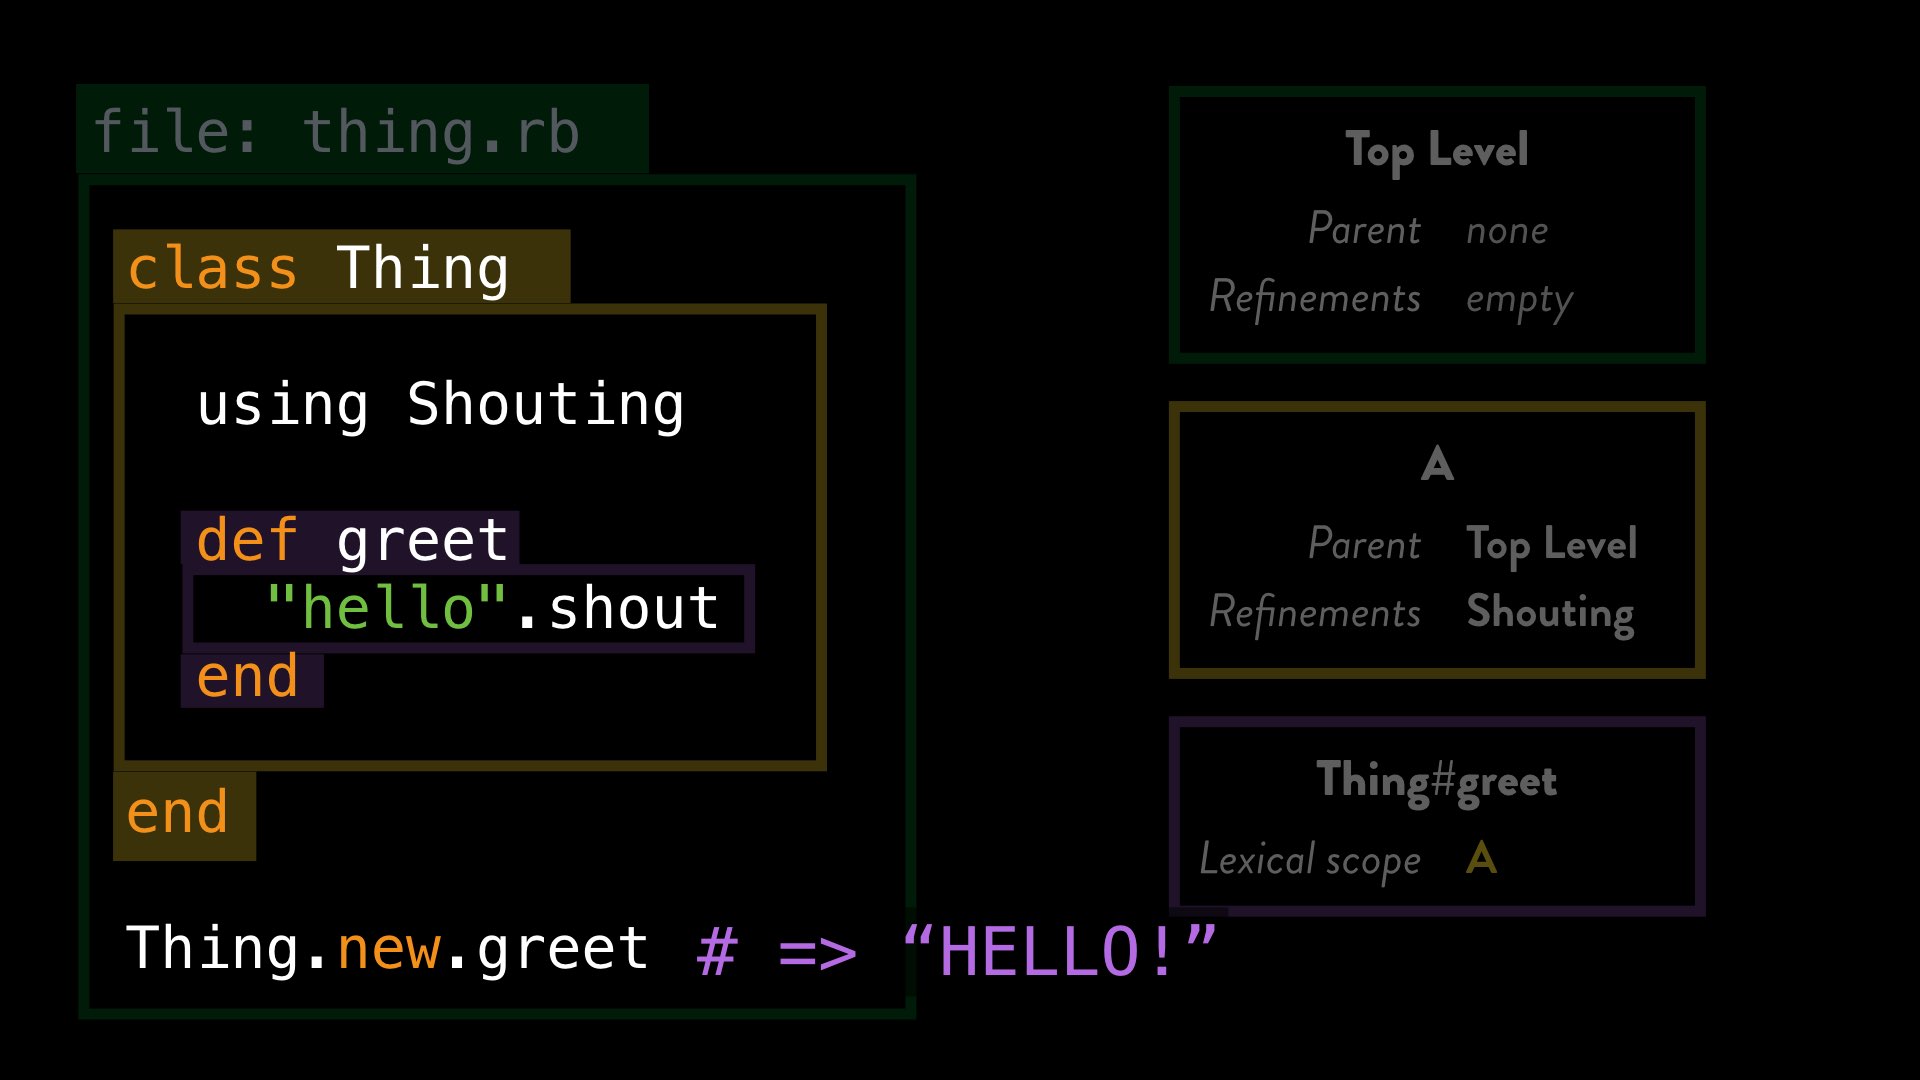 file: thing.rb
class Thing
using Shouting
def greet
"hello".shout
end
end
Thing.new.greet # => “HELLO!”
Top Level
Parent none
Refinements empty
A
Parent Top Level
Refinements Shouting
Thing#greet
Lexical scope A